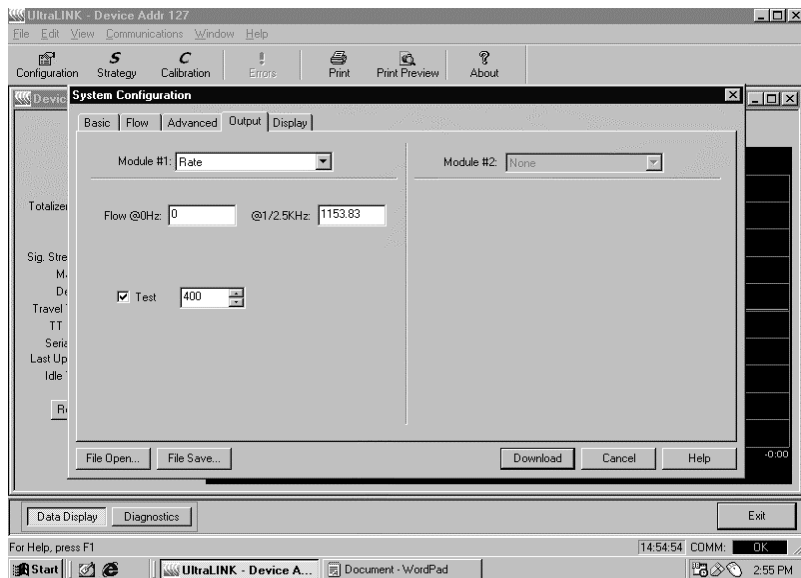 UltraLINK - Device Addr 127
File Edit View Communications Window Help
Configuration Strategy Calibration Errors Print Print Preview About
Devic
System Configuration
Basic Flow Advanced Output Display
Module #1: Rate
Module #2: None
Flow @0Hz: 0 @1/2.5KHz: 1153.83
Test 400
Totalizer
Sig. Stre
M
De
Travel
TT
Seria
Last Up
Idle
Re
File Open... File Save... Download Cancel Help
-0:00
Data Display Diagnostics Exit
For Help, press F1 14:54:54 COMM: OK
Start UltraLINK - Device A... Document - WordPad 2:55 PM